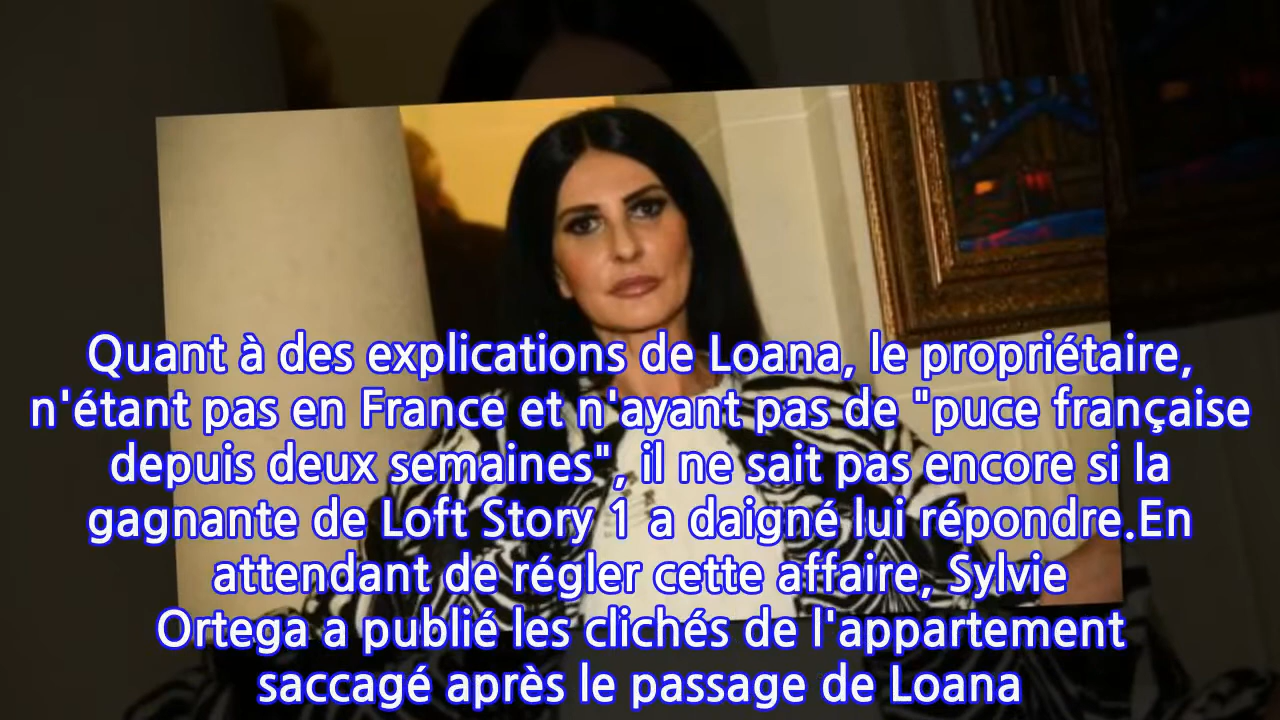 Quant à des explications de Loana, le propriétaire,
n'étant pas en France et n'ayant pas de "puce française
depuis deux semaines", il ne sait pas encore si la
gagnante de Loft Story 1 a daigné lui répondre.En
attendant de régler cette affaire, Sylvie
Ortega a publié les clichés de l'appartement
saccagé après le passage de Loana